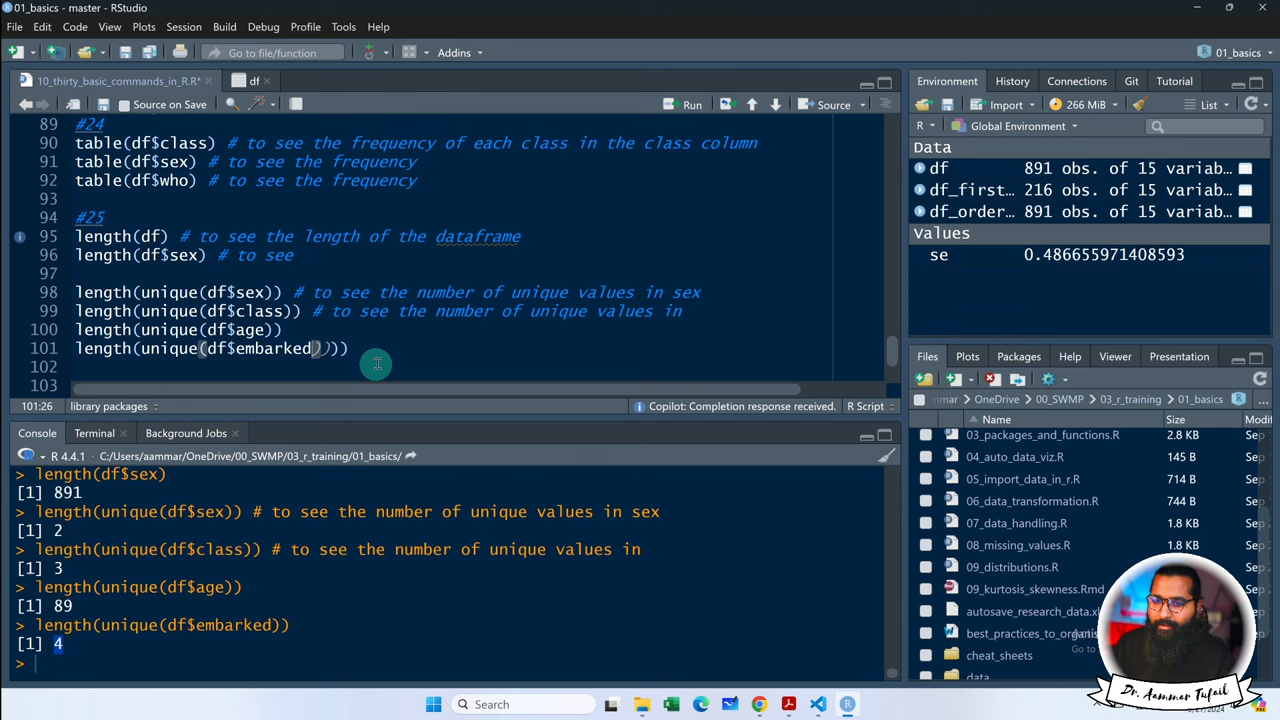 01_basics - master - RStudio
File Edit Code View Plots Session Build Debug Profile Tools Help
Go to file/function Addins 01_basics
10_thirty_basic_commands_in_R.R* df
Source on Save Run Source
89 #24
90 table(df$class) # to see the frequency of each class in the class column
91 table(df$sex) # to see the frequency
92 table(df$who) # to see the frequency
93
94 #25
95 length(df) # to see the length of the dataframe
96 length(df$sex) # to see
97
98 length(unique(df$sex)) # to see the number of unique values in sex
99 length(unique(df$class)) # to see the number of unique values in
100 length(unique(df$age))
101 length(unique(df$embarked)))
102
103
101:26 library packages Copilot: Completion response received. R Script
Console Terminal Background Jobs
R 4.4.1 · C:/Users/aammar/OneDrive/00_SWMP/03_r_training/01_basics/
> length(df$sex)
[1] 891
> length(unique(df$sex)) # to see the number of unique values in sex
[1] 2
> length(unique(df$class)) # to see the number of unique values in
[1] 3
> length(unique(df$age))
[1] 89
> length(unique(df$embarked))
[1] 4
>
Environment History Connections Git Tutorial
Import 266 MiB List
R Global Environment
Data
df 891 obs. of 15 variab...
df_first... 216 obs. of 15 variab...
df_order... 891 obs. of 15 variab...
Values
se 0.486655971408593
Files Plots Packages Help Viewer Presentation
mmar OneDrive 00_SWMP 03_r_training 01_basics ...
Name Size Modif
03_packages_and_functions.R 2.8 KB Sep
04_auto_data_viz.R 145 B Sep
05_import_data_in_r.R 714 B Sep
06_data_transformation.R 744 B Sep
07_data_handling.R
08_missing_values.R
09_distributions.R
09_kurtosis_skewness.Rmd
autosave_research_data.xl
best_practices_to_organi
cheat_sheets
data
Search
Dr. Aammar Tufail